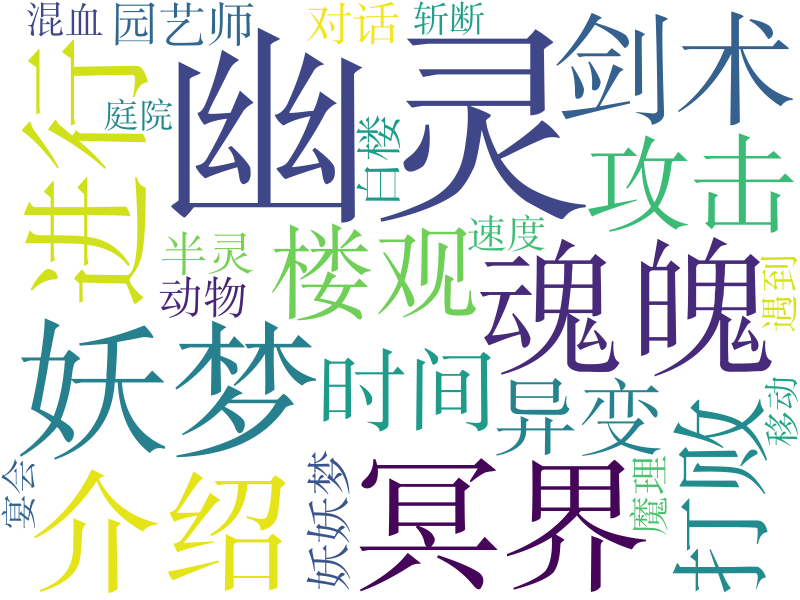 混血
园艺师
对话
斩断
幽灵
剑术
进行
庭院
白楼
攻击
半灵
楼观
速度
魂魄
遇到
动物
妖梦
时间
异变
移动
打败
宴会
介绍
妖妖梦
冥界
魔理